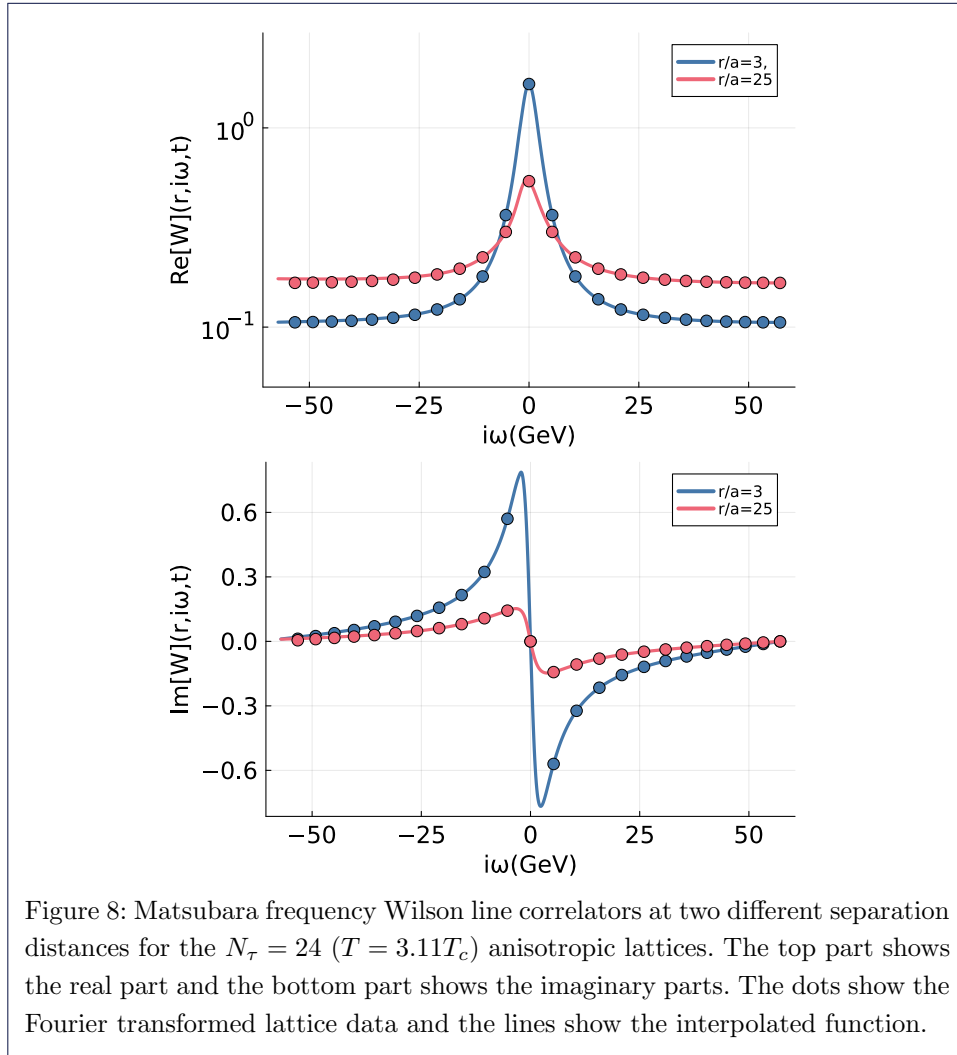 Re[W](r,iω,t)
10⁰
10⁻¹
r/a=3,
r/a=25
−50 −25 0 25 50
iω(GeV)
Im[W](r,iω,t)
0.6
0.3
0.0
−0.3
−0.6
r/a=3
r/a=25
−50 −25 0 25 50
iω(GeV)
Figure 8: Matsubara frequency Wilson line correlators at two different separation
distances for the N_τ = 24 (T = 3.11T_c) anisotropic lattices. The top part shows
the real part and the bottom part shows the imaginary parts. The dots show the
Fourier transformed lattice data and the lines show the interpolated function.